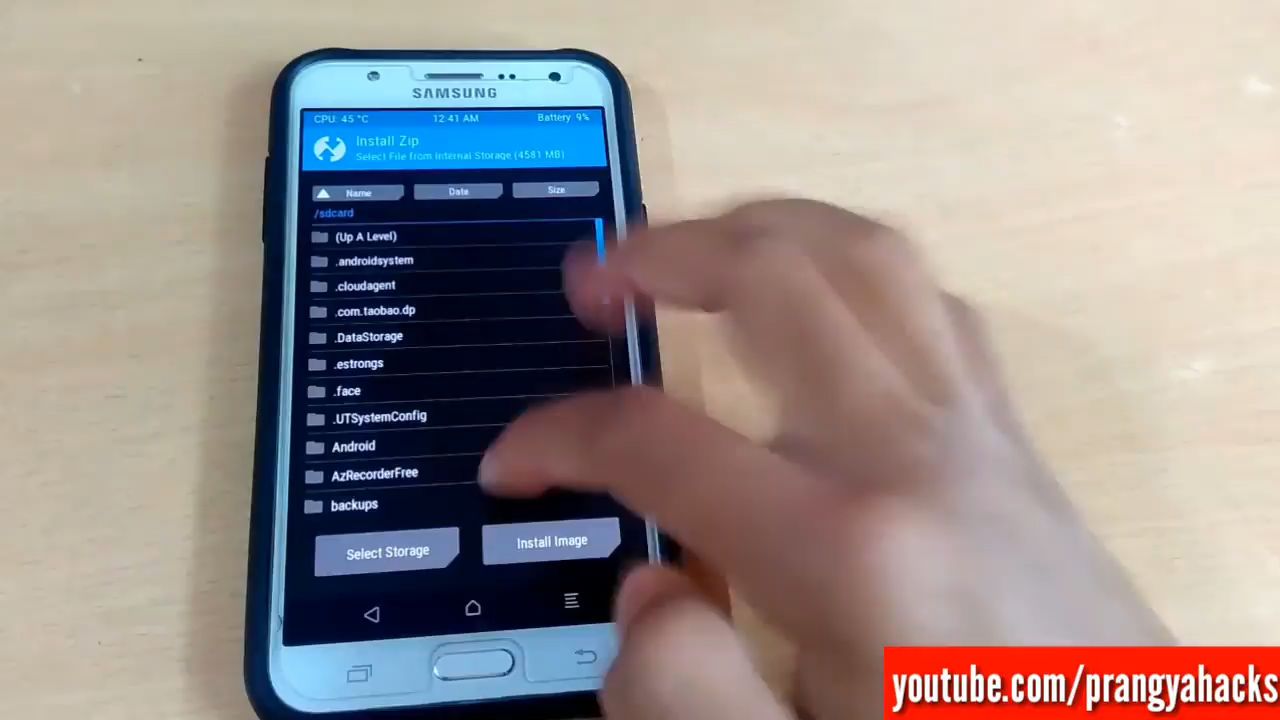 SAMSUNG
CPU: 45 °C 12:41 AM Battery 9%
Install Zip
Select File from Internal Storage (4581 MB)
Name Date Size
/sdcard
(Up A Level)
.androidsystem
.cloudagent
.com.taobao.dp
.DataStorage
.estrongs
.face
.UTSystemConfig
Android
AzRecorderFree
backups
Select Storage Install Image
youtube.com/prangyahacks